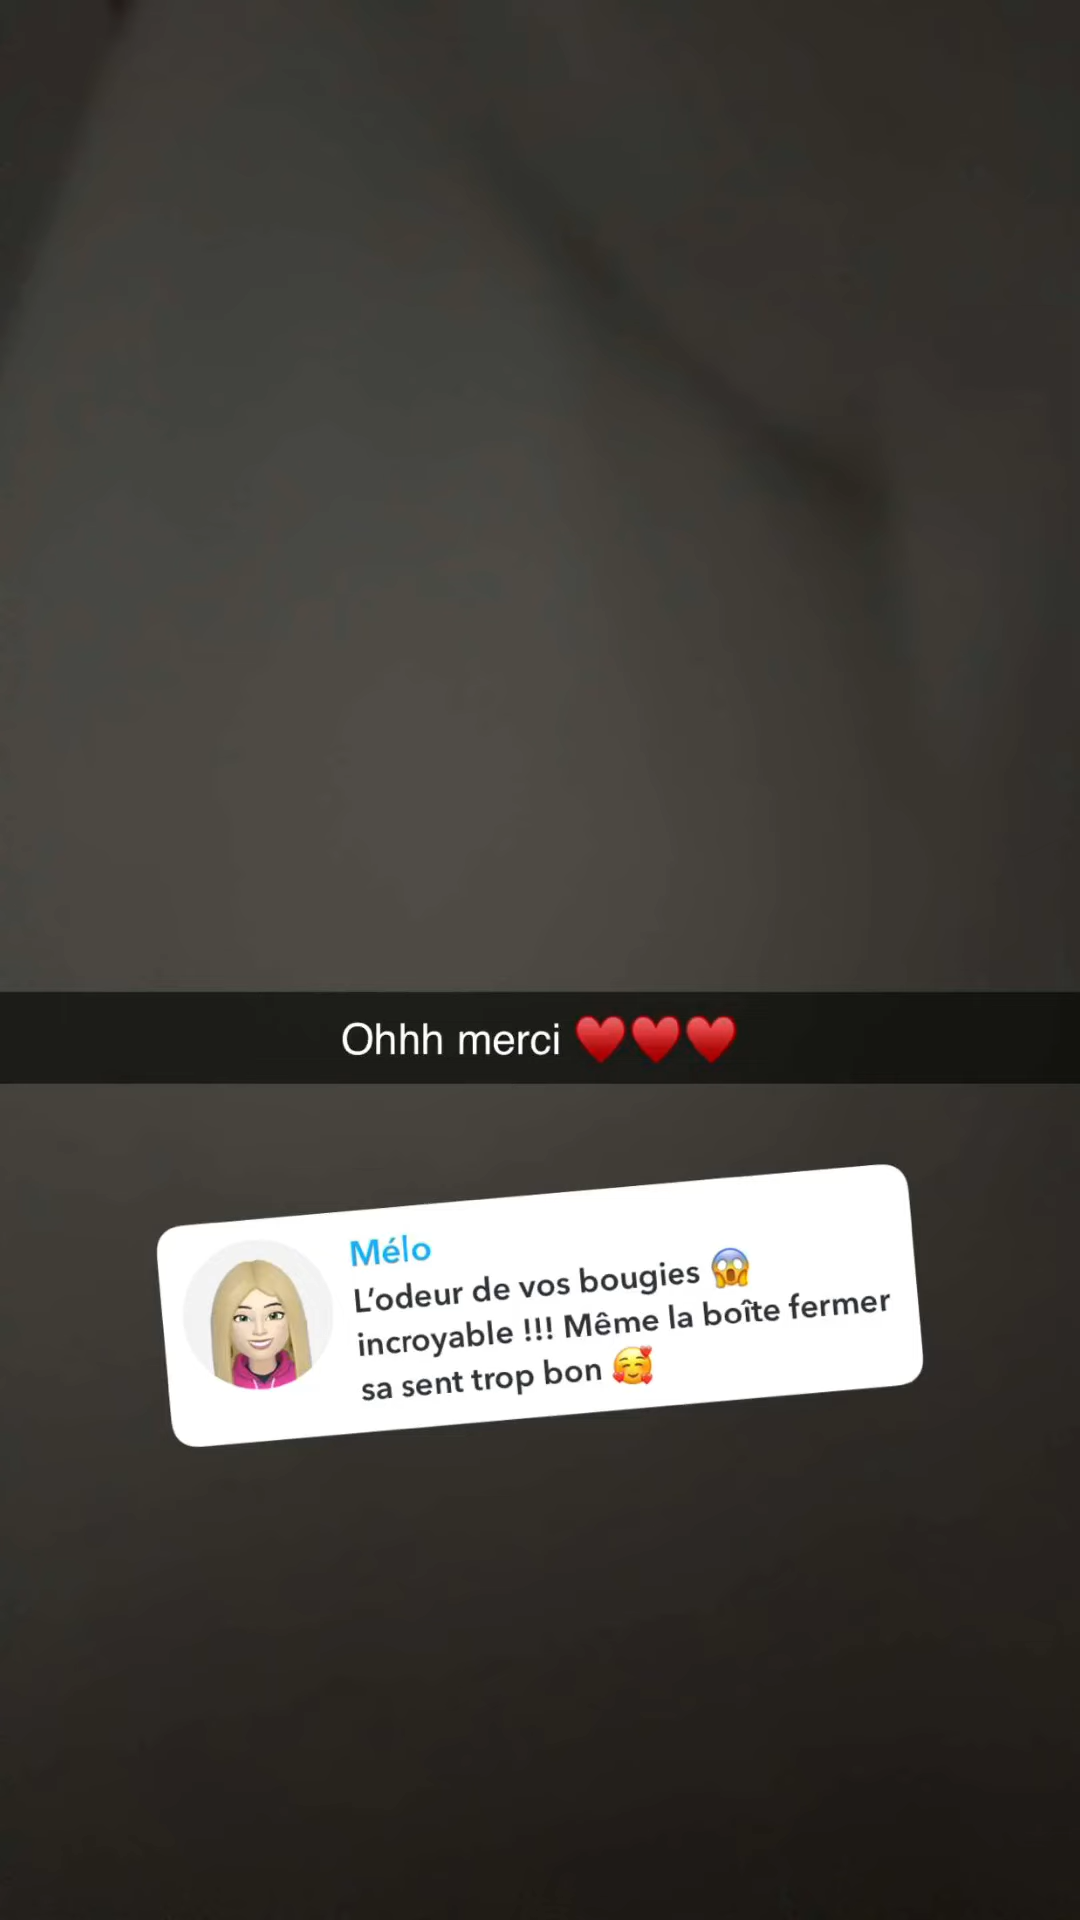 Ohhh merci ♥️♥️♥️
Mélo
L’odeur de vos bougies 😱
incroyable !!! Même la boîte fermer
sa sent trop bon 🥰